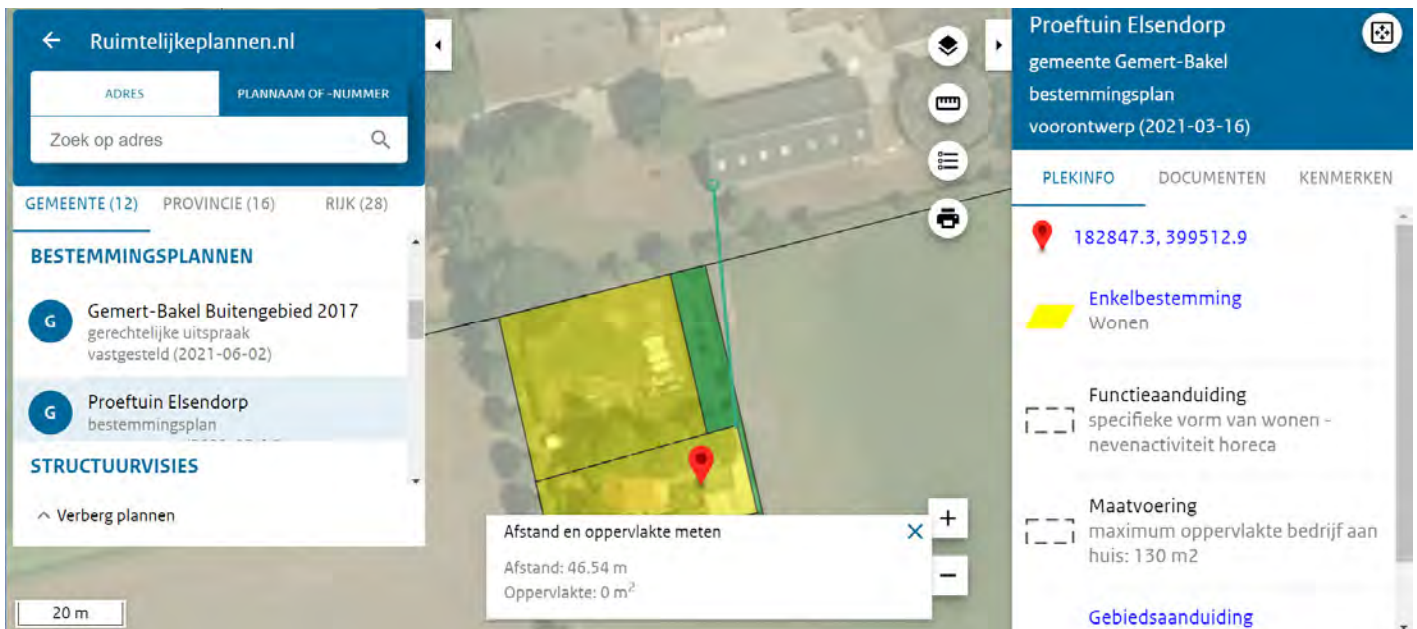 Ruimtelijkeplannen.nl
ADRES
PLANNAAM OF -NUMMER
Zoek op adres
GEMEENTE (12)
PROVINCIE (16)
RIJK (28)
BESTEMMINGSPLANNEN
G
Gemert-Bakel Buitengebied 2017
gerechtelijke uitspraak
vastgesteld (2021-06-02)
G
Proeftuin Elsendorp
bestemmingsplan
STRUCTUURVISIES
Verberg plannen
20 m
Afstand en oppervlakte meten
Afstand: 46.54 m
Oppervlakte: 0 m²
+
−
Proeftuin Elsendorp
gemeente Gemert-Bakel
bestemmingsplan
voorontwerp (2021-03-16)
PLEKINFO
DOCUMENTEN
KENMERKEN
182847.3, 399512.9
Enkelbestemming
Wonen
Functieaanduiding
specifieke vorm van wonen -
nevenactiviteit horeca
Maatvoering
maximum oppervlakte bedrijf aan
huis: 130 m2
Gebiedsaanduiding